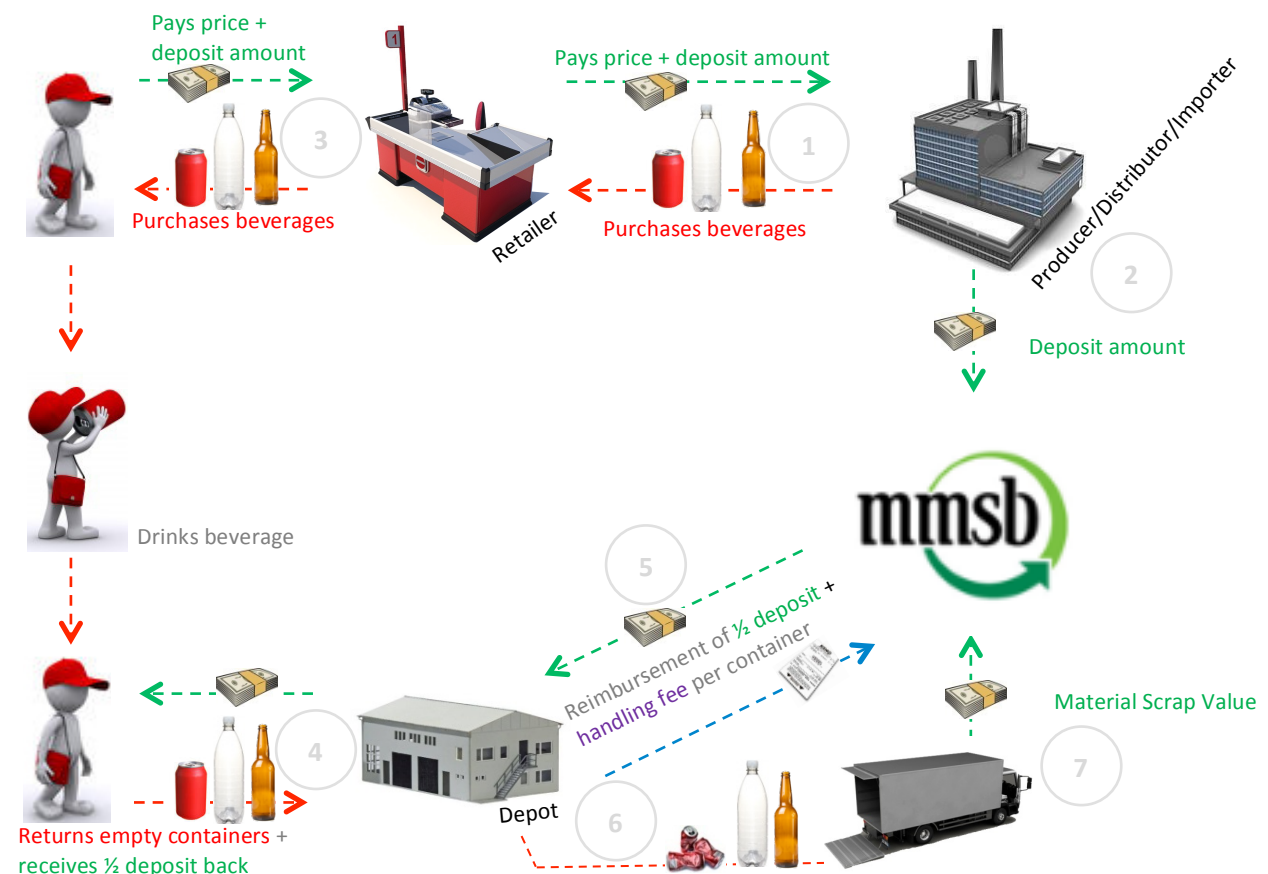 Pays price +
deposit amount
3
Purchases beverages
1
Retailer
Pays price + deposit amount
1
Purchases beverages
Producer/Distributor/Importer
2
Deposit amount
Drinks beverage
mmsb
5
Reimbursement of ½ deposit +
handling fee per container
Material Scrap Value
4
7
Depot
6
Returns empty containers +
receives ½ deposit back